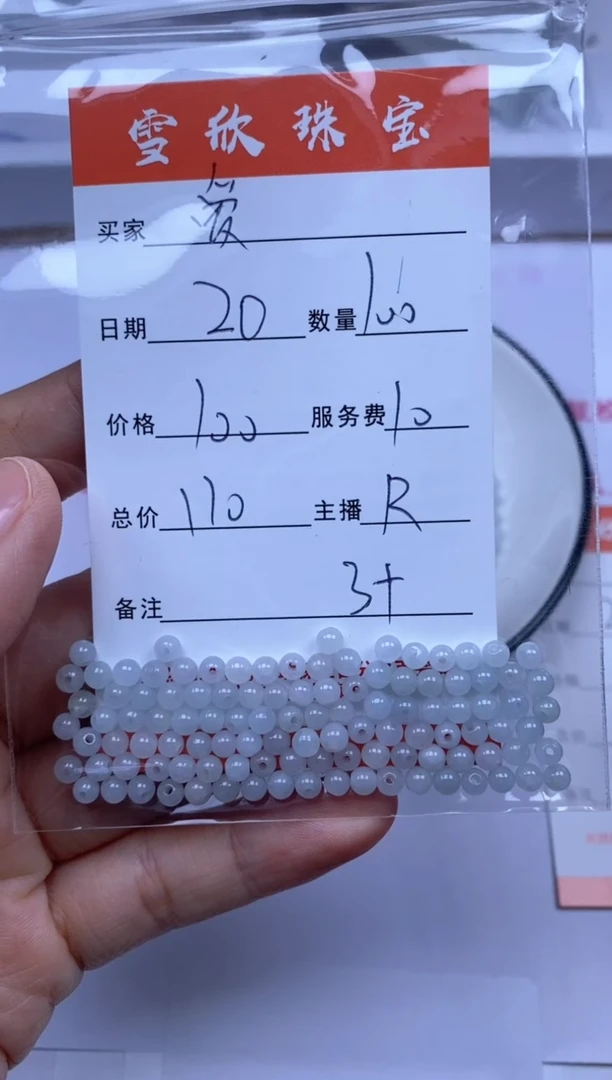 雪欣珠宝
买家 爱
日期 20 数量 100
价格 100 服务费 10
总价 110 主播 R
备注 3+